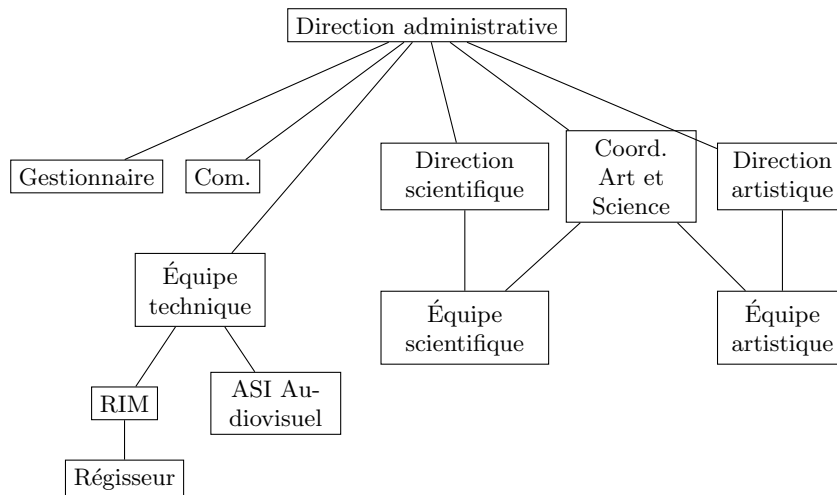 Direction administrative
Gestionnaire
Com.
Direction
scientifique
Coord.
Art et
Science
Direction
artistique
Équipe
technique
Équipe
scientifique
Équipe
artistique
RIM
ASI Au-
diovisuel
Régisseur